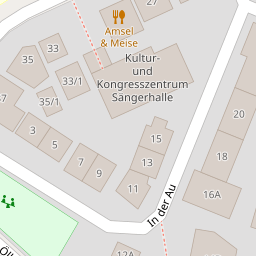 Amsel
& Meise
33
Kultur-
und
Kongresszentrum
Sängerhalle
35
33/1
35/1
27
20
3
5
15
7
9
13
18
11
16A
In der Au
12A